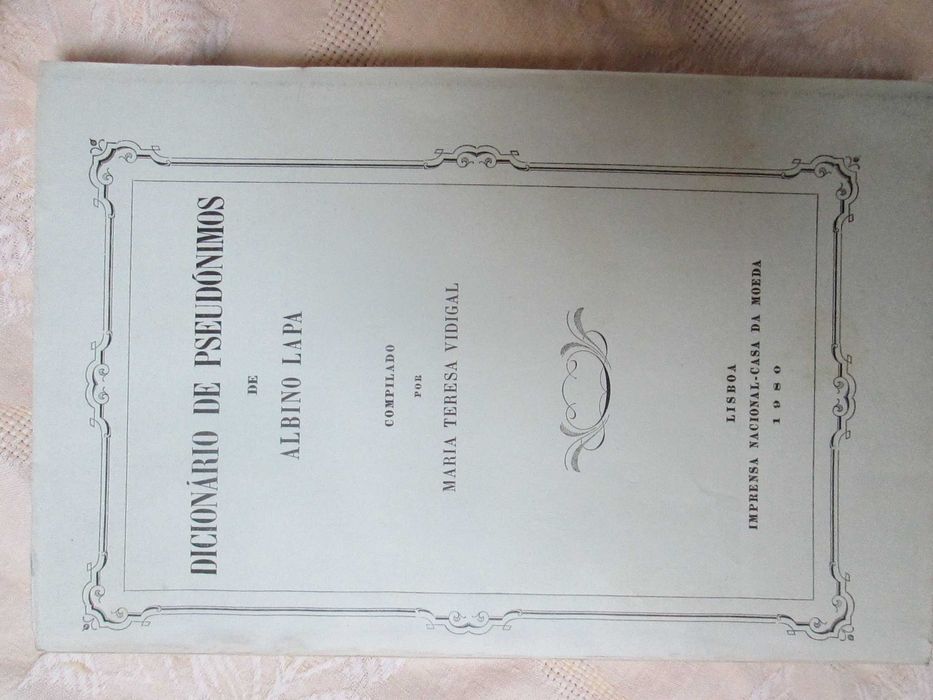 DICIONÁRIO DE PSEUDÓNIMOS
DE
ALBINO LAPA
COMPILADO
POR
MARIA TERESA VIDIGAL
LISBOA
IMPRENSA NACIONAL-CASA DA MOEDA
1980